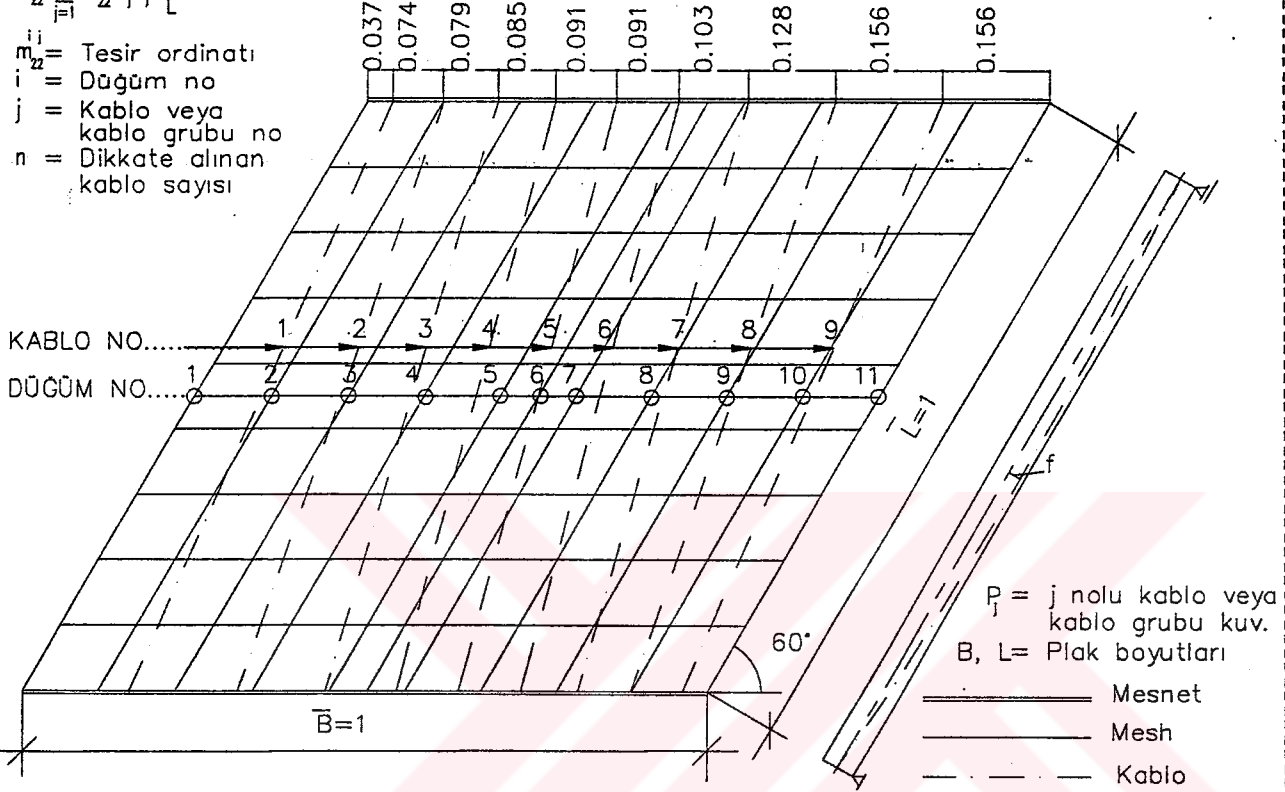 m₂₂ⁱʲ = Tesir ordinatı
i = Düğüm no
j = Kablo veya
kablo grubu no
n = Dikkate alınan
kablo sayısı
0.037
0.074
0.079
0.085
0.091
0.091
0.103
0.128
0.156
0.156
KABLO NO.....
1 2 3 4 5 6 7 8 9
DÜĞÜM NO.....
1 2 3 4 5 6 7 8 9 10 11
L̅=1
f
60°
B̅=1
Pⱼ = j nolu kablo veya
kablo grubu kuv.
B, L= Plak boyutları
Mesnet
Mesh
Kablo